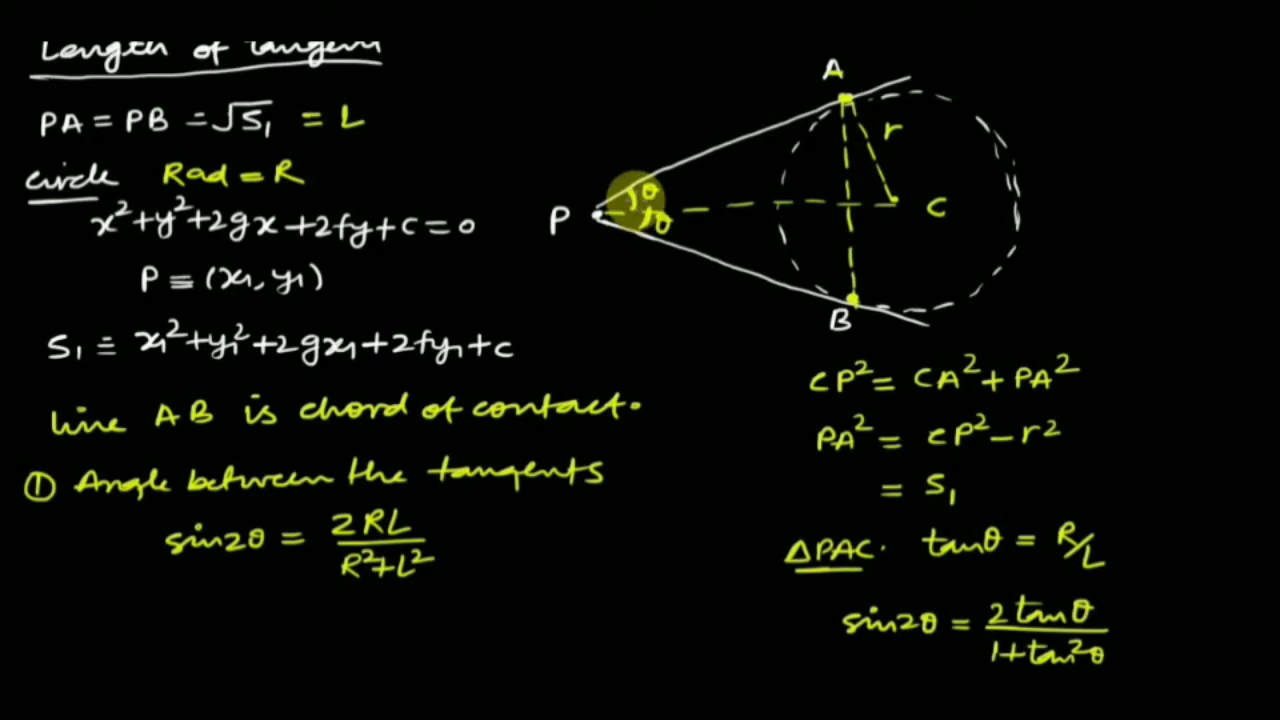 Length of tangent
PA = PB = √S₁ = L
circle Rad = R
x² + y² + 2gx + 2fy + c = 0
P ≡ (x₁, y₁)
S₁ ≡ x₁² + y₁² + 2gx₁ + 2fy₁ + c
line AB is chord of contact.
① Angle between the tangents
sin2θ = 2RL / R²+L²
A
r
θ
P
θ
C
B
CP² = CA² + PA²
PA² = CP² − r²
= S₁
△PAC. tanθ = R/L
sin2θ = 2tanθ / 1+tan²θ